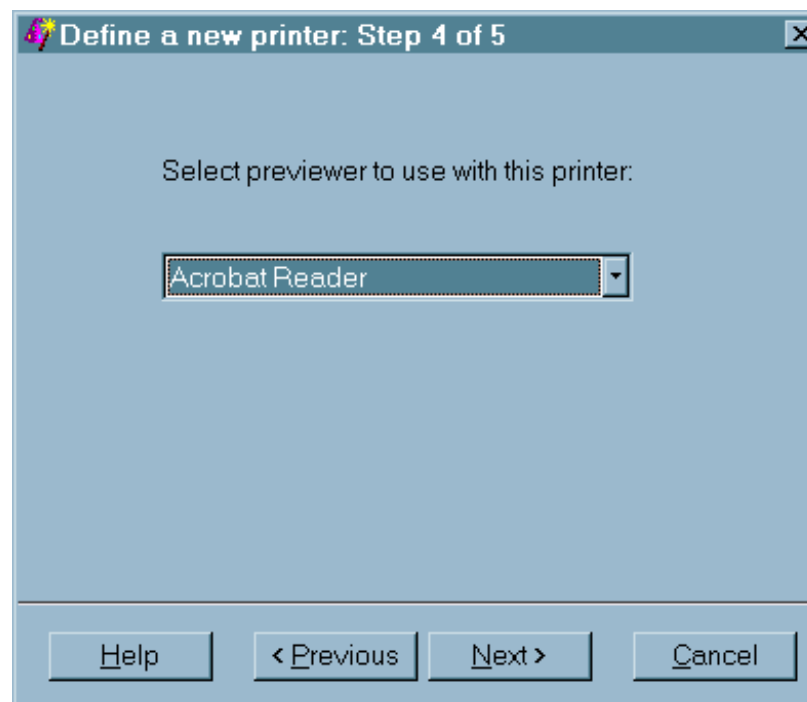 Define a new printer: Step 4 of 5
Select previewer to use with this printer:
Acrobat Reader
Help < Previous Next > Cancel